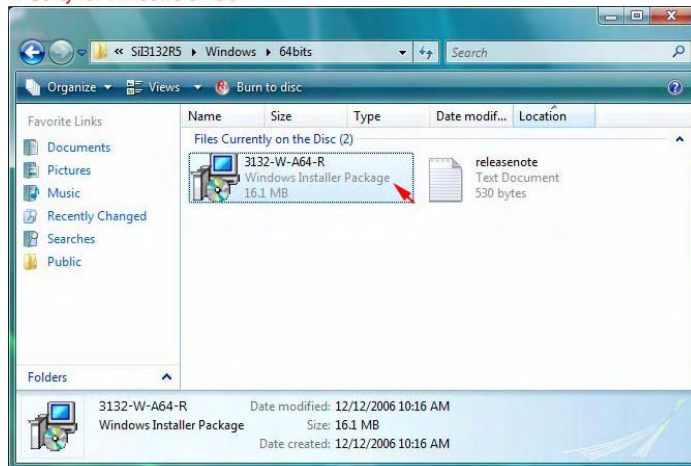 « SiI3132R5 ▸ Windows ▸ 64bits
Search
Organize Views Burn to disc
Favorite Links
Documents
Pictures
Music
Recently Changed
Searches
Public
Folders
Name Size Type Date modif... Location
Files Currently on the Disc (2)
3132-W-A64-R
Windows Installer Package
16.1 MB
releasenote
Text Document
530 bytes
3132-W-A64-R
Windows Installer Package
Date modified: 12/12/2006 10:16 AM
Size: 16.1 MB
Date created: 12/12/2006 10:16 AM